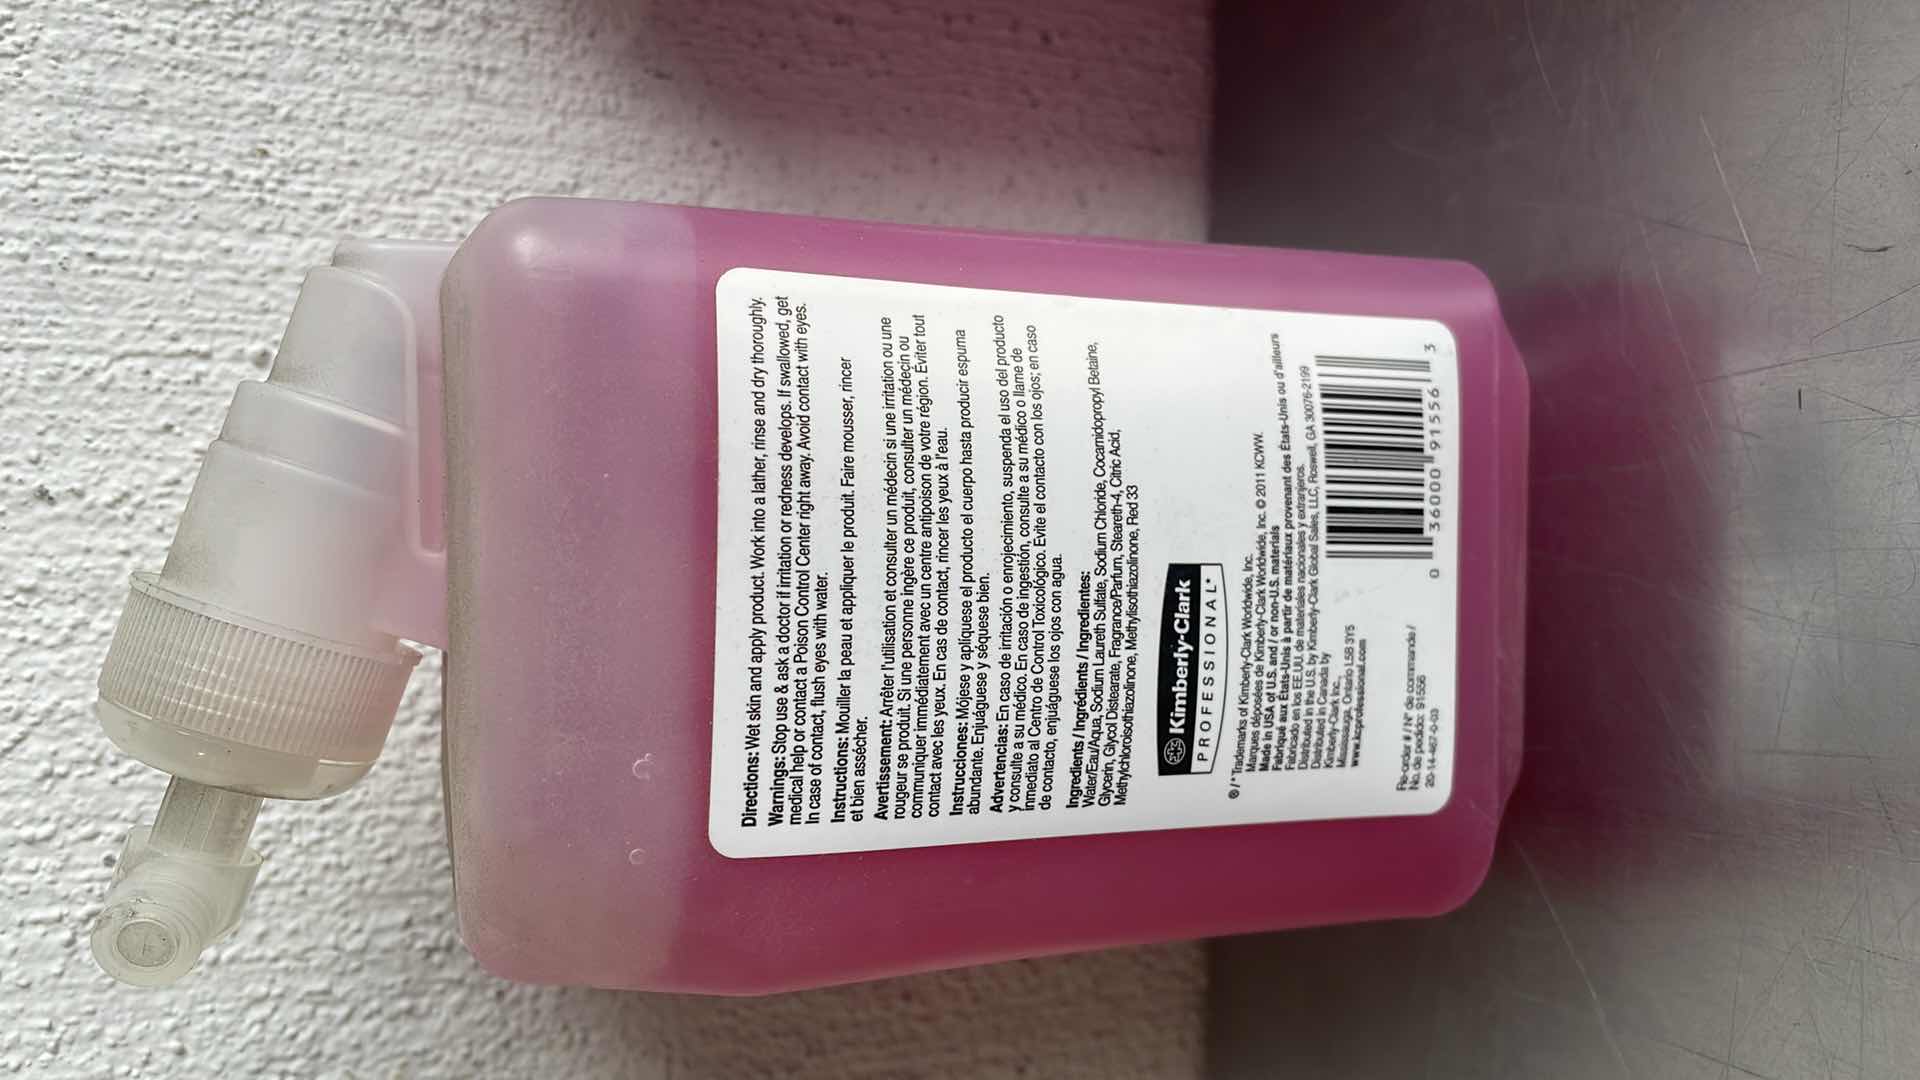 Directions: Wet skin and apply product. Work into a lather, rinse and dry thoroughly.
Warnings: Stop use & ask a doctor if irritation or redness develops. If swallowed, get
medical help or contact a Poison Control Center right away. Avoid contact with eyes.
In case of contact, flush eyes with water.
Instructions: Mouiller la peau et appliquer le produit. Faire mousser, rincer
et bien assécher.
Avertissement: Arrêter l'utilisation et consulter un médecin si une irritation ou une
rougeur se produit. Si une personne ingère ce produit, consulter un médecin ou
communiquer immédiatement avec un centre antipoison de votre région. Éviter tout
contact avec les yeux. En cas de contact, rincer les yeux à l'eau.
Instrucciones: Mójese y aplíquese el producto el cuerpo hasta producir espuma
abundante. Enjuáguese y séquese bien.
Advertencias: En caso de irritación o enrojecimiento, suspenda el uso del producto
y consulte a su médico. En caso de ingestión, consulte a su médico o llame de
inmediato al Centro de Control Toxicológico. Evite el contacto con los ojos; en caso
de contacto, enjuáguese los ojos con agua.
Ingredients / Ingrédients / Ingredientes:
Water/Eau/Aqua, Sodium Laureth Sulfate, Sodium Chloride, Cocamidopropyl Betaine,
Glycerin, Glycol Distearate, Fragrance/Parfum, Steareth-4, Citric Acid,
Methylchloroisothiazolinone, Methylisothiazolinone, Red 33
Kimberly-Clark
PROFESSIONAL*
®/*Trademarks of Kimberly-Clark Worldwide, Inc.
Marques déposées de Kimberly-Clark Worldwide, Inc. © 2011 KCWW.
Made in USA of U.S. and / or non-U.S. materials
Fabriqué aux États-Unis à partir de matériaux provenant des États-Unis ou d'ailleurs
Fabricado en los EE.UU. de materiales nacionales y extranjeros.
Distributed in the U.S. by Kimberly-Clark Global Sales, LLC, Roswell, GA 30076-2199
Distributed in Canada by
Kimberly-Clark Inc.,
Mississauga, Ontario L5B 3Y5
www.kcprofessional.com
Re-order # / N° de commande /
No. de pedido: 91556
20-14-467-0-03
0 36000 91556 3